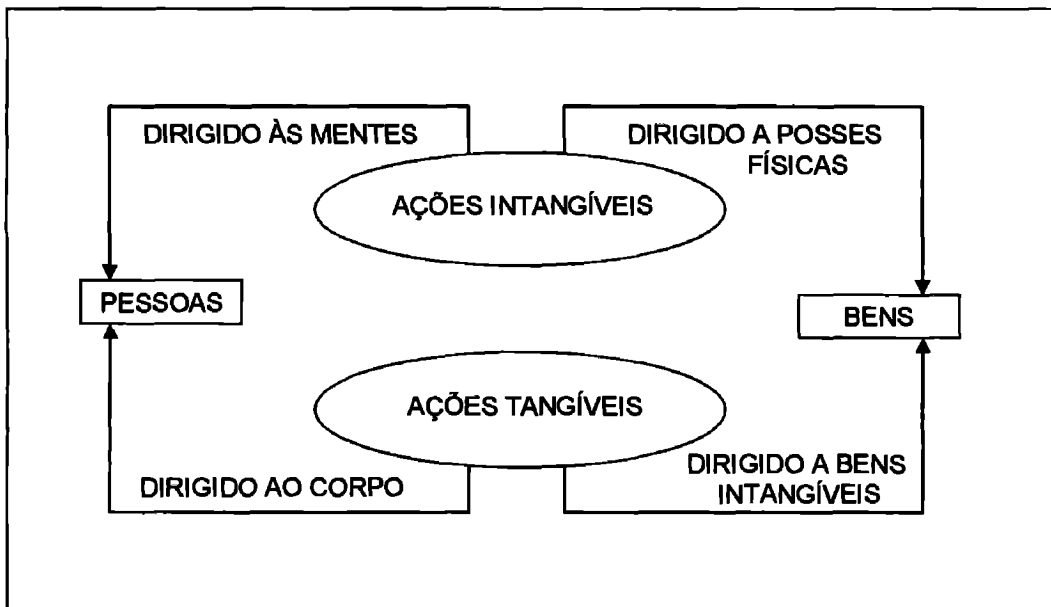 DIRIGIDO ÀS MENTES
DIRIGIDO A POSSES
FÍSICAS
AÇÕES INTANGÍVEIS
PESSOAS
BENS
AÇÕES TANGÍVEIS
DIRIGIDO AO CORPO
DIRIGIDO A BENS
INTANGÍVEIS